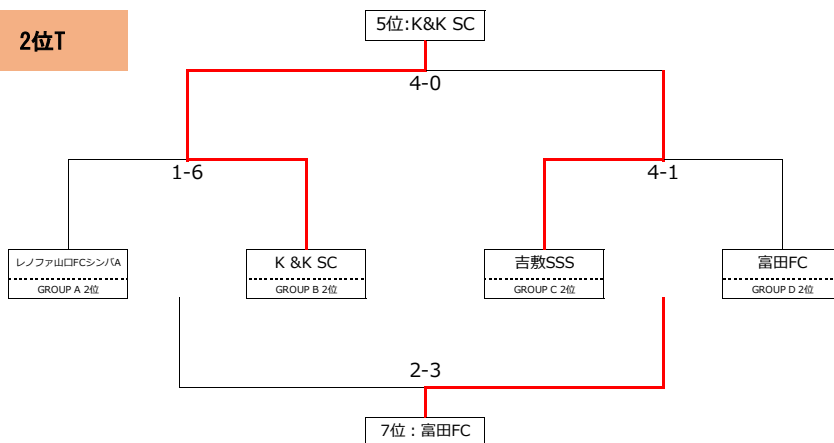 5位:K&K SC
2位T
4-0
1-6
4-1
レノファ山口FCシンバA
GROUP A 2位
K &K SC
GROUP B 2位
吉敷SSS
GROUP C 2位
富田FC
GROUP D 2位
2-3
7位：富田FC